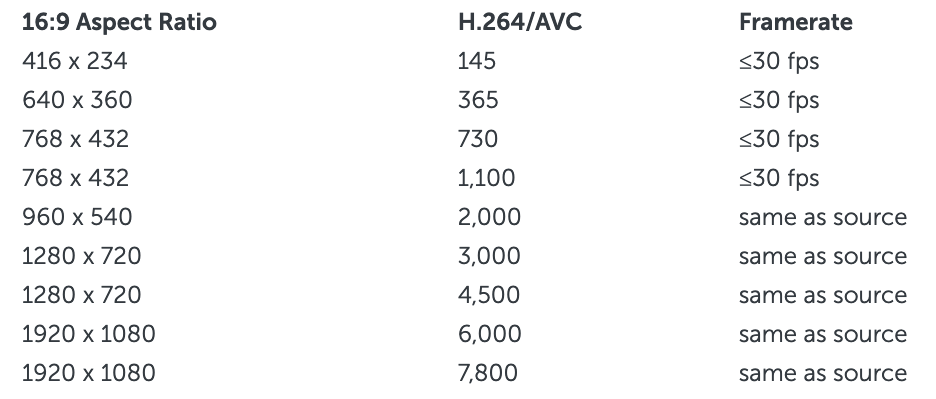 16:9 Aspect Ratio H.264/AVC Framerate
416 x 234 145 ≤30 fps
640 x 360 365 ≤30 fps
768 x 432 730 ≤30 fps
768 x 432 1,100 ≤30 fps
960 x 540 2,000 same as source
1280 x 720 3,000 same as source
1280 x 720 4,500 same as source
1920 x 1080 6,000 same as source
1920 x 1080 7,800 same as source